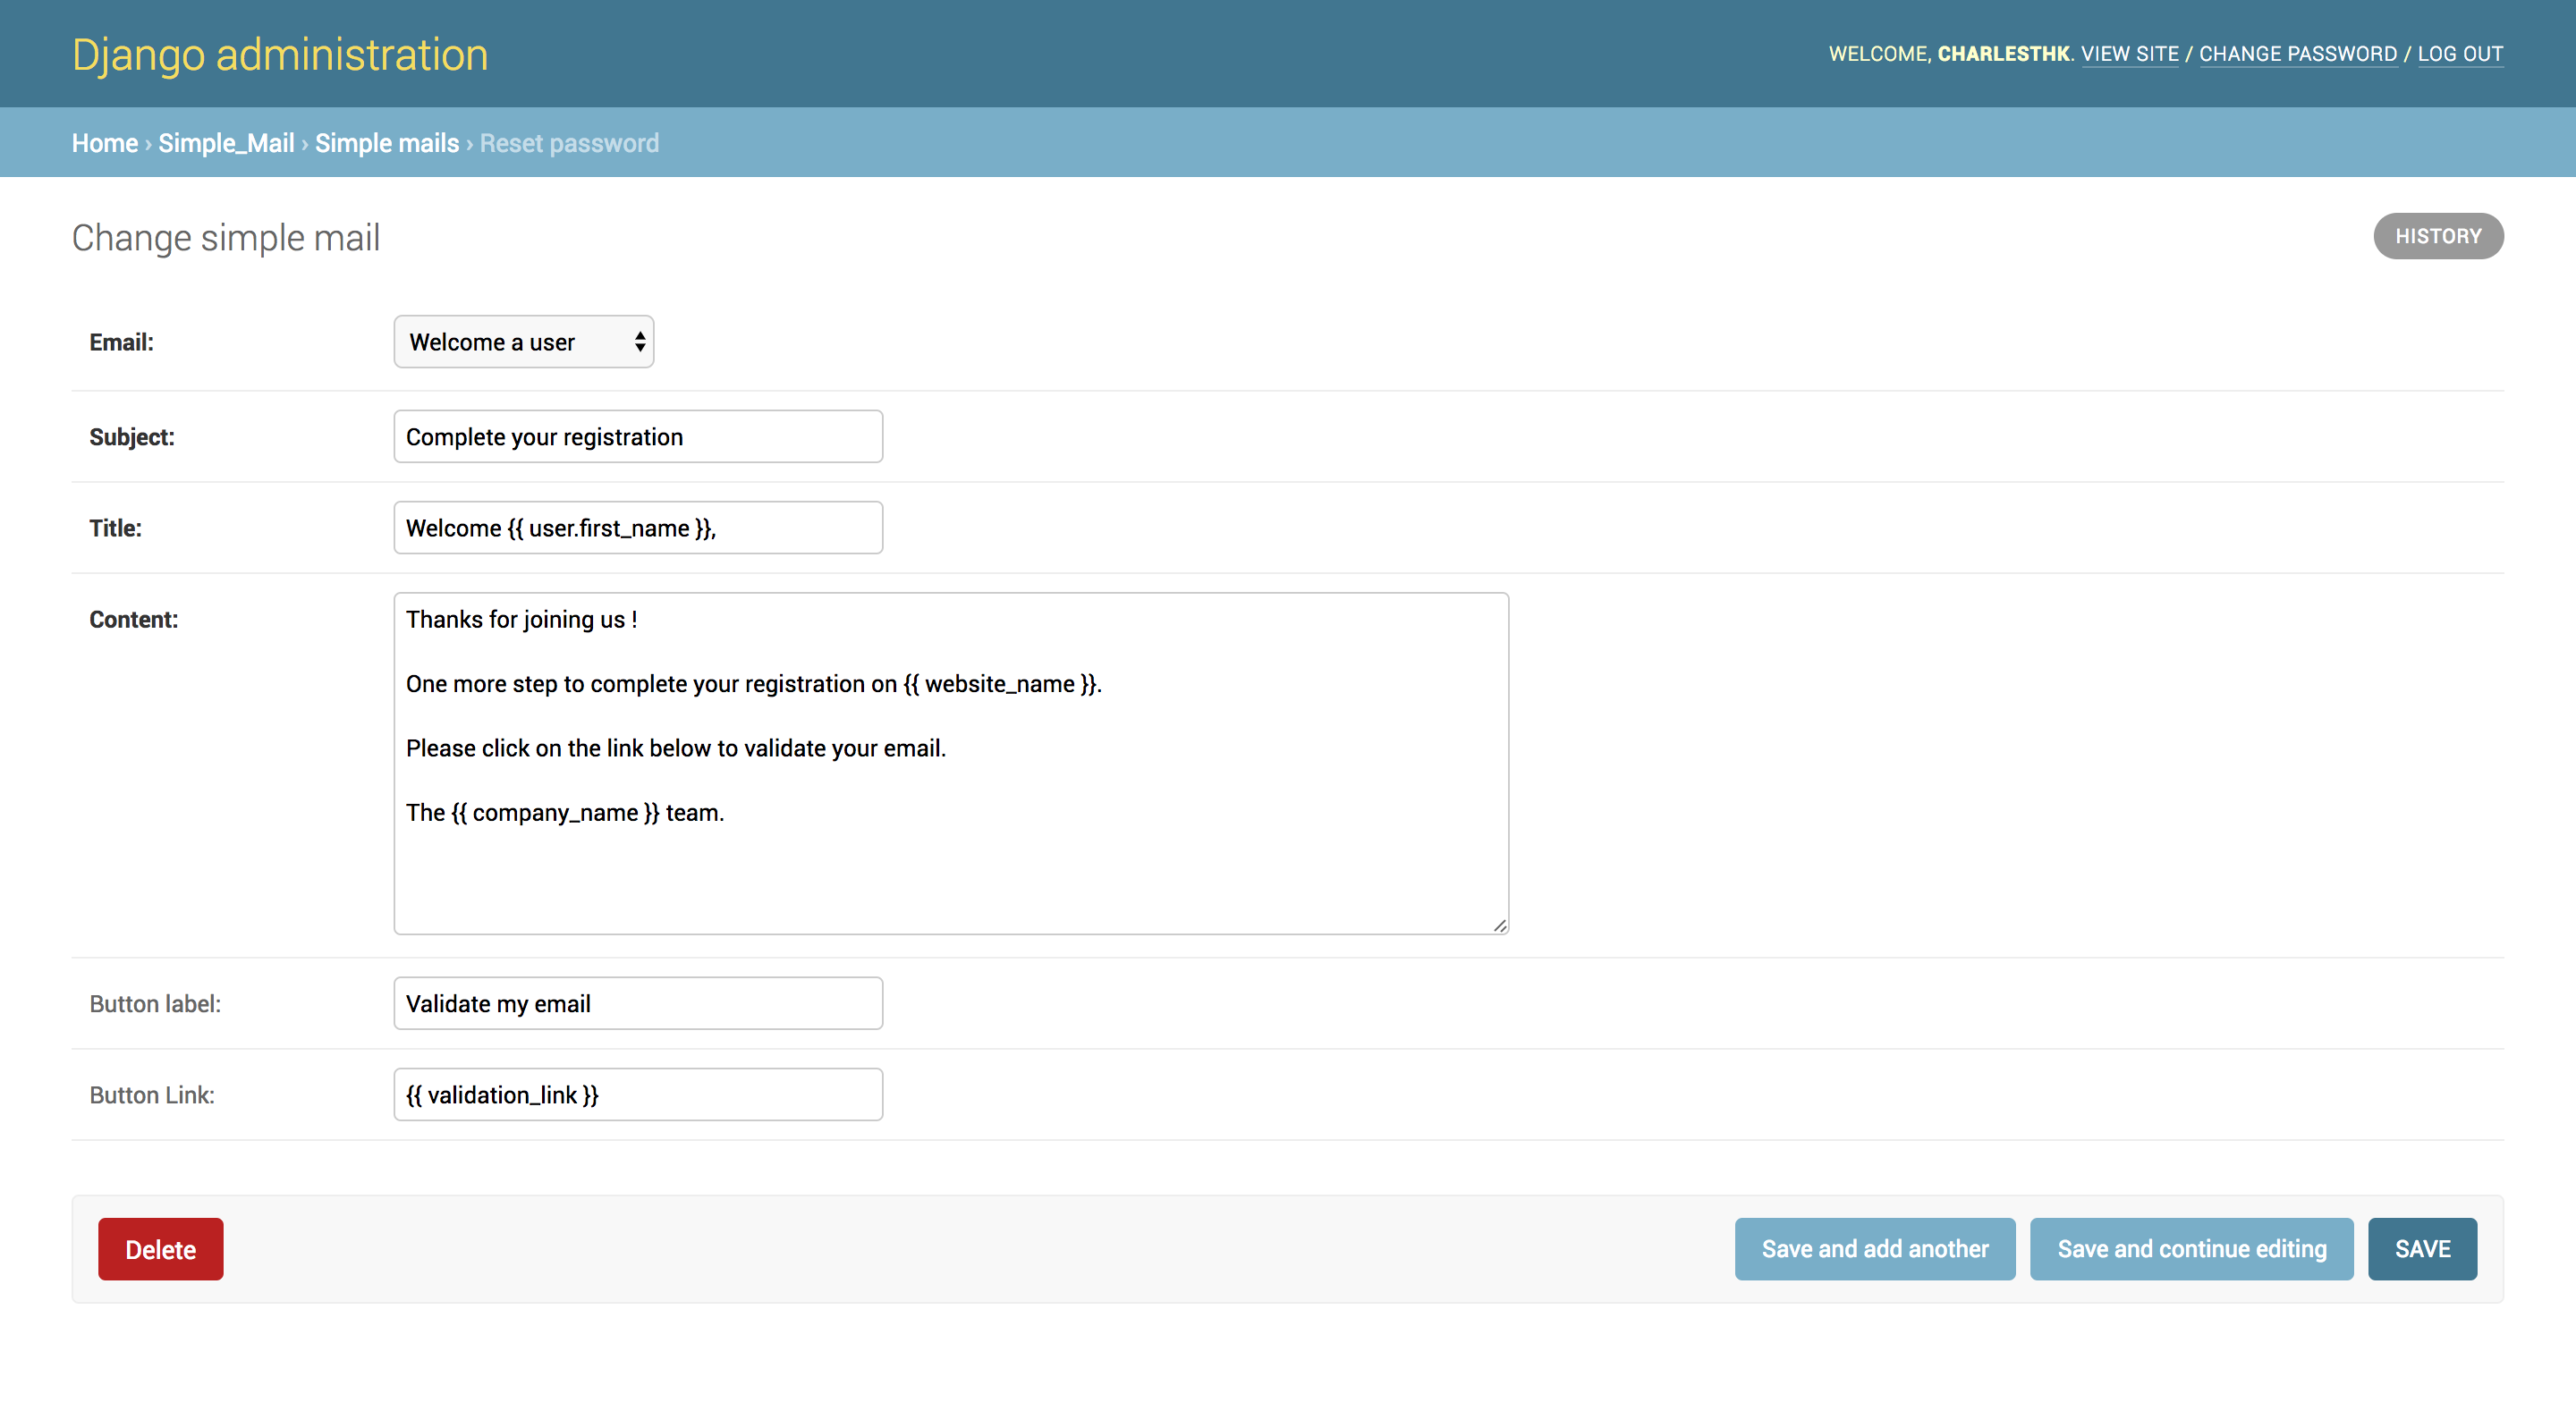 Django administration
WELCOME, CHARLESTHK. VIEW SITE / CHANGE PASSWORD / LOG OUT
Home › Simple_Mail › Simple mails › Reset password
Change simple mail
HISTORY
Email:
Welcome a user
Subject:
Complete your registration
Title:
Welcome {{ user.first_name }},
Content:
Thanks for joining us !
One more step to complete your registration on {{ website_name }}.
Please click on the link below to validate your email.
The {{ company_name }} team.
Button label:
Validate my email
Button Link:
{{ validation_link }}
Delete
Save and add another
Save and continue editing
SAVE